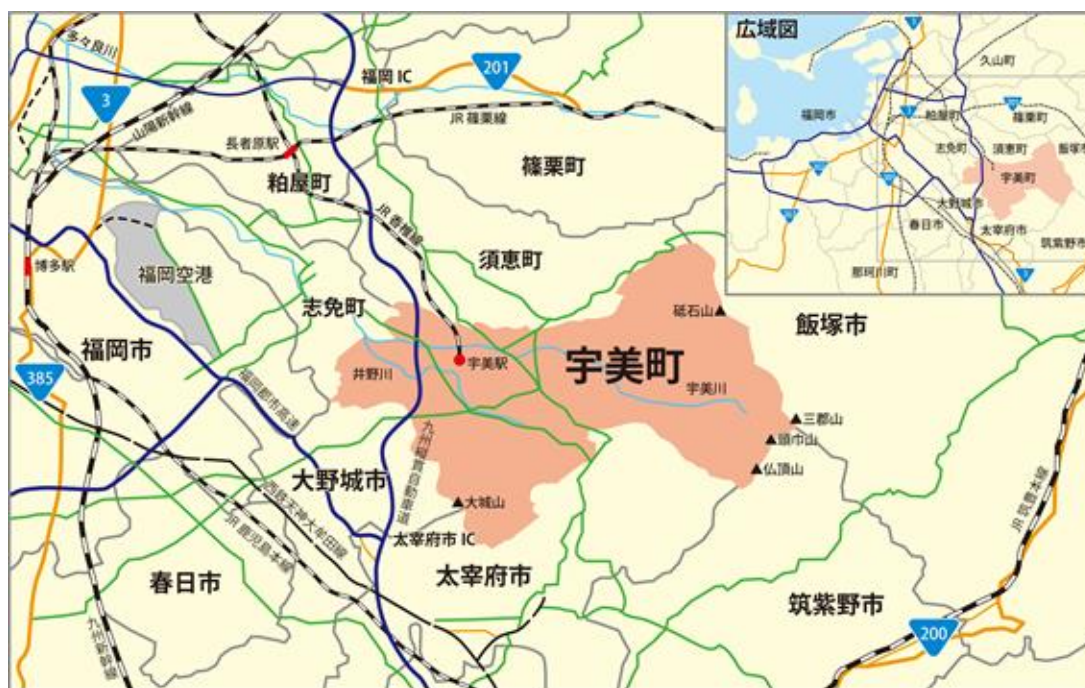 多々良川
福岡 IC
201
3
山陽新幹線
JR 篠栗線
長者原駅
粕屋町
篠栗町
JR 香椎線
博多駅
福岡空港
須恵町
志免町
砥石山
飯塚市
福岡市
宇美町
宇美駅
井野川
宇美川
385
福岡都市高速
三郡山
頭巾山
仏頂山
九州縦貫自動車道
大野城市
大城山
西鉄天神大牟田線
JR 鹿児島本線
太宰府市 IC
JR 筑豊本線
春日市
太宰府市
筑紫野市
九州新幹線
200
広域図
3
久山町
福岡市
3
粕屋町
201
篠栗町
志免町
須恵町
飯塚市
宇美町
大野城市
春日市
太宰府市
筑紫野市
那珂川町
3